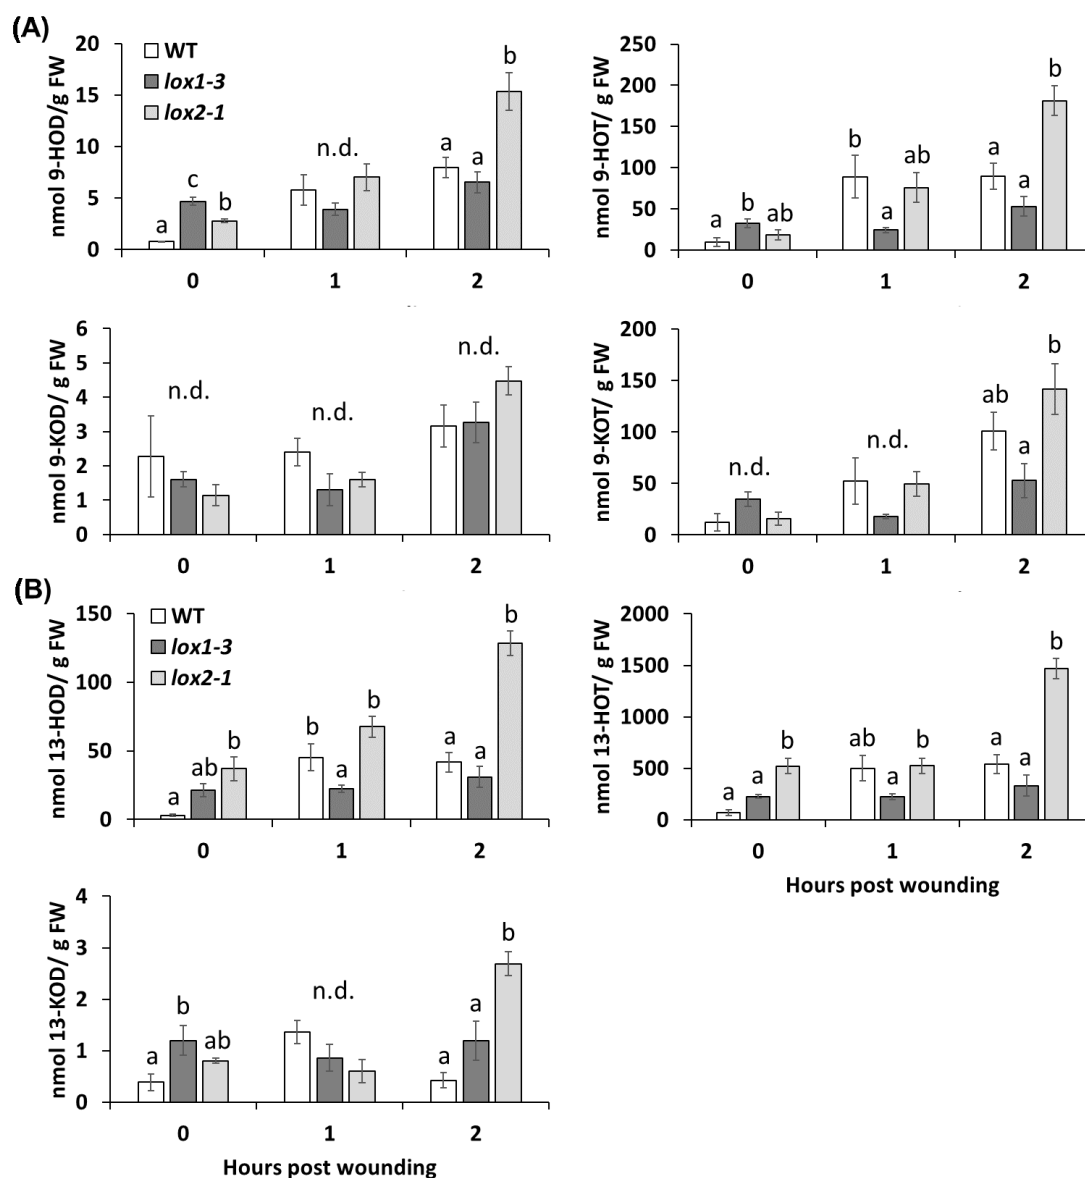 (A)
nmol 9-HOD/g FW
20
15
10
5
0
WT
lox1-3
lox2-1
a
c
b
n.d.
a
a
b
0
1
2
nmol 9-HOT/ g FW
250
200
150
100
50
0
a
b
ab
b
a
ab
a
a
b
0
1
2
nmol 9-KOD/ g FW
6
5
4
3
2
1
0
n.d.
n.d.
n.d.
0
1
2
nmol 9-KOT/ g FW
200
150
100
50
0
n.d.
n.d.
ab
a
b
0
1
2
(B)
nmol 13-HOD/ g FW
150
100
50
0
WT
lox1-3
lox2-1
a
ab
b
b
a
b
a
a
b
0
1
2
nmol 13-HOT/ g FW
2000
1500
1000
500
0
a
a
b
ab
a
b
a
a
b
0
1
2
Hours post wounding
nmol 13-KOD/ g FW
4
3
2
1
0
a
b
ab
n.d.
a
a
b
0
1
2
Hours post wounding